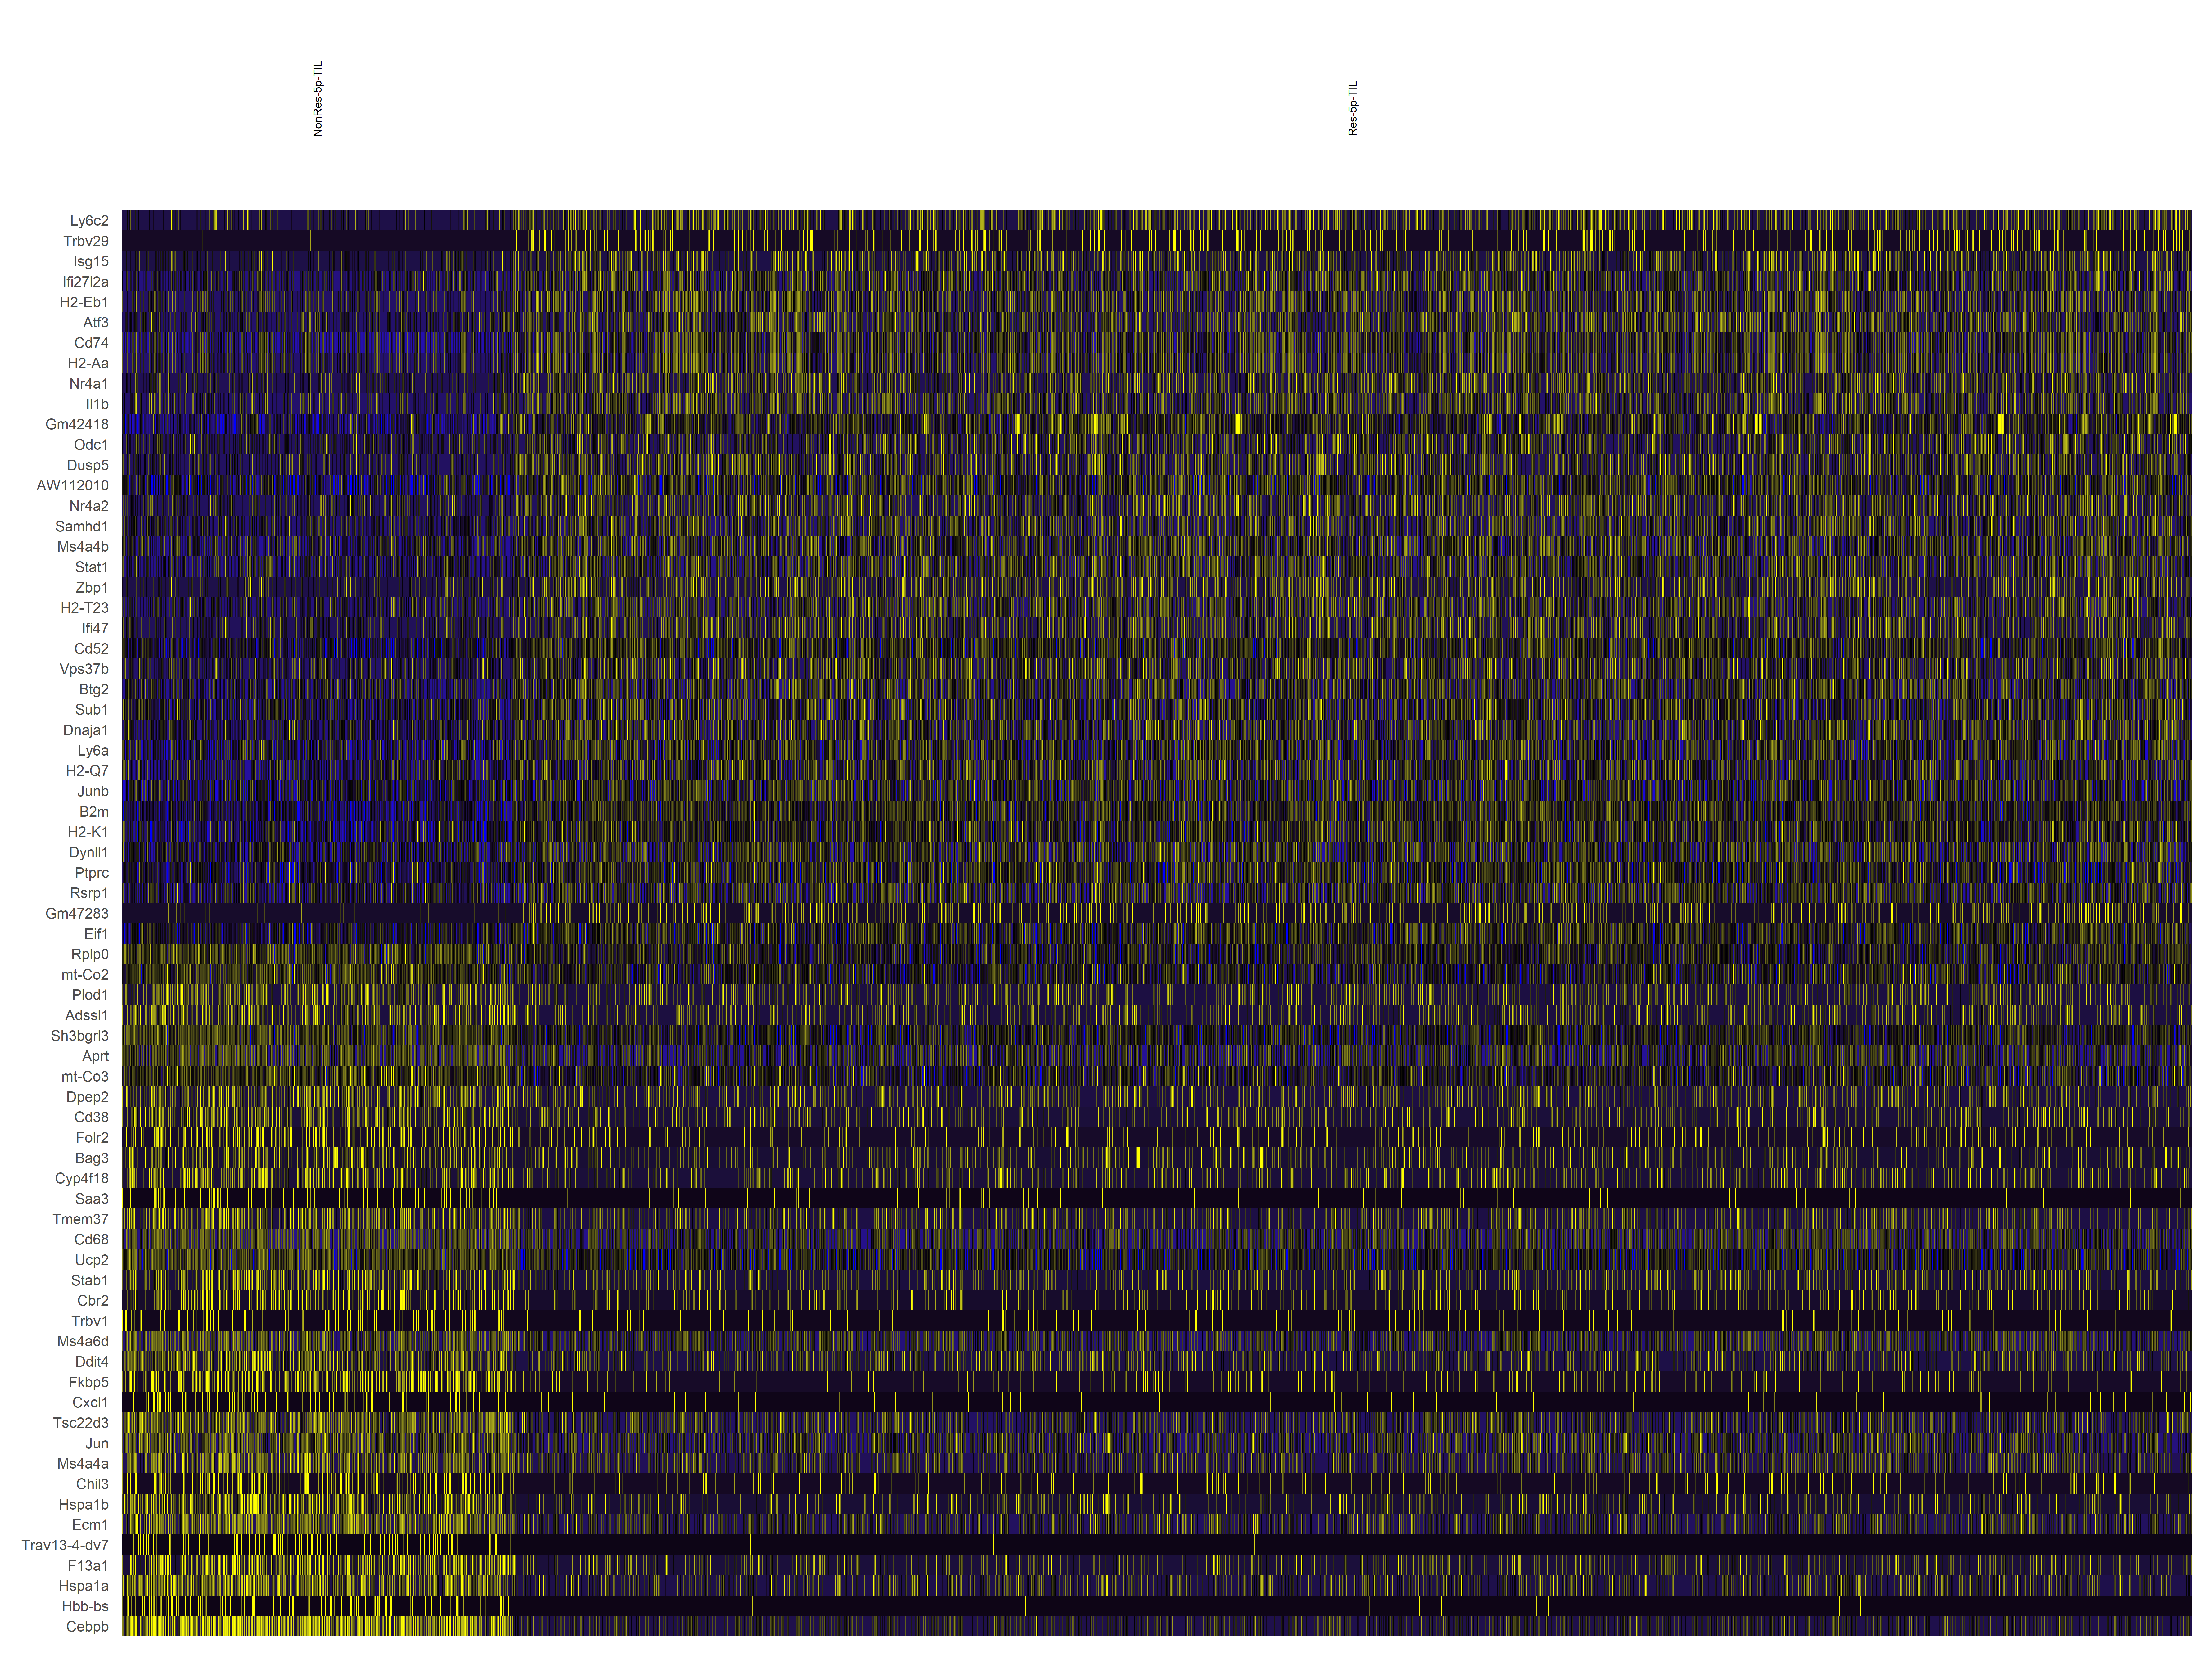 NonRes-5p-TIL
Res-5p-TIL
Ly6c2
Trbv29
Isg15
Ifi27l2a
H2-Eb1
Atf3
Cd74
H2-Aa
Nr4a1
Il1b
Gm42418
Odc1
Dusp5
AW112010
Nr4a2
Samhd1
Ms4a4b
Stat1
Zbp1
H2-T23
Ifi47
Cd52
Vps37b
Btg2
Sub1
Dnaja1
Ly6a
H2-Q7
Junb
B2m
H2-K1
Dynll1
Ptprc
Rsrp1
Gm47283
Eif1
Rplp0
mt-Co2
Plod1
Adssl1
Sh3bgrl3
Aprt
mt-Co3
Dpep2
Cd38
Folr2
Bag3
Cyp4f18
Saa3
Tmem37
Cd68
Ucp2
Stab1
Cbr2
Trbv1
Ms4a6d
Ddit4
Fkbp5
Cxcl1
Tsc22d3
Jun
Ms4a4a
Chil3
Hspa1b
Ecm1
Trav13-4-dv7
F13a1
Hspa1a
Hbb-bs
Cebpb